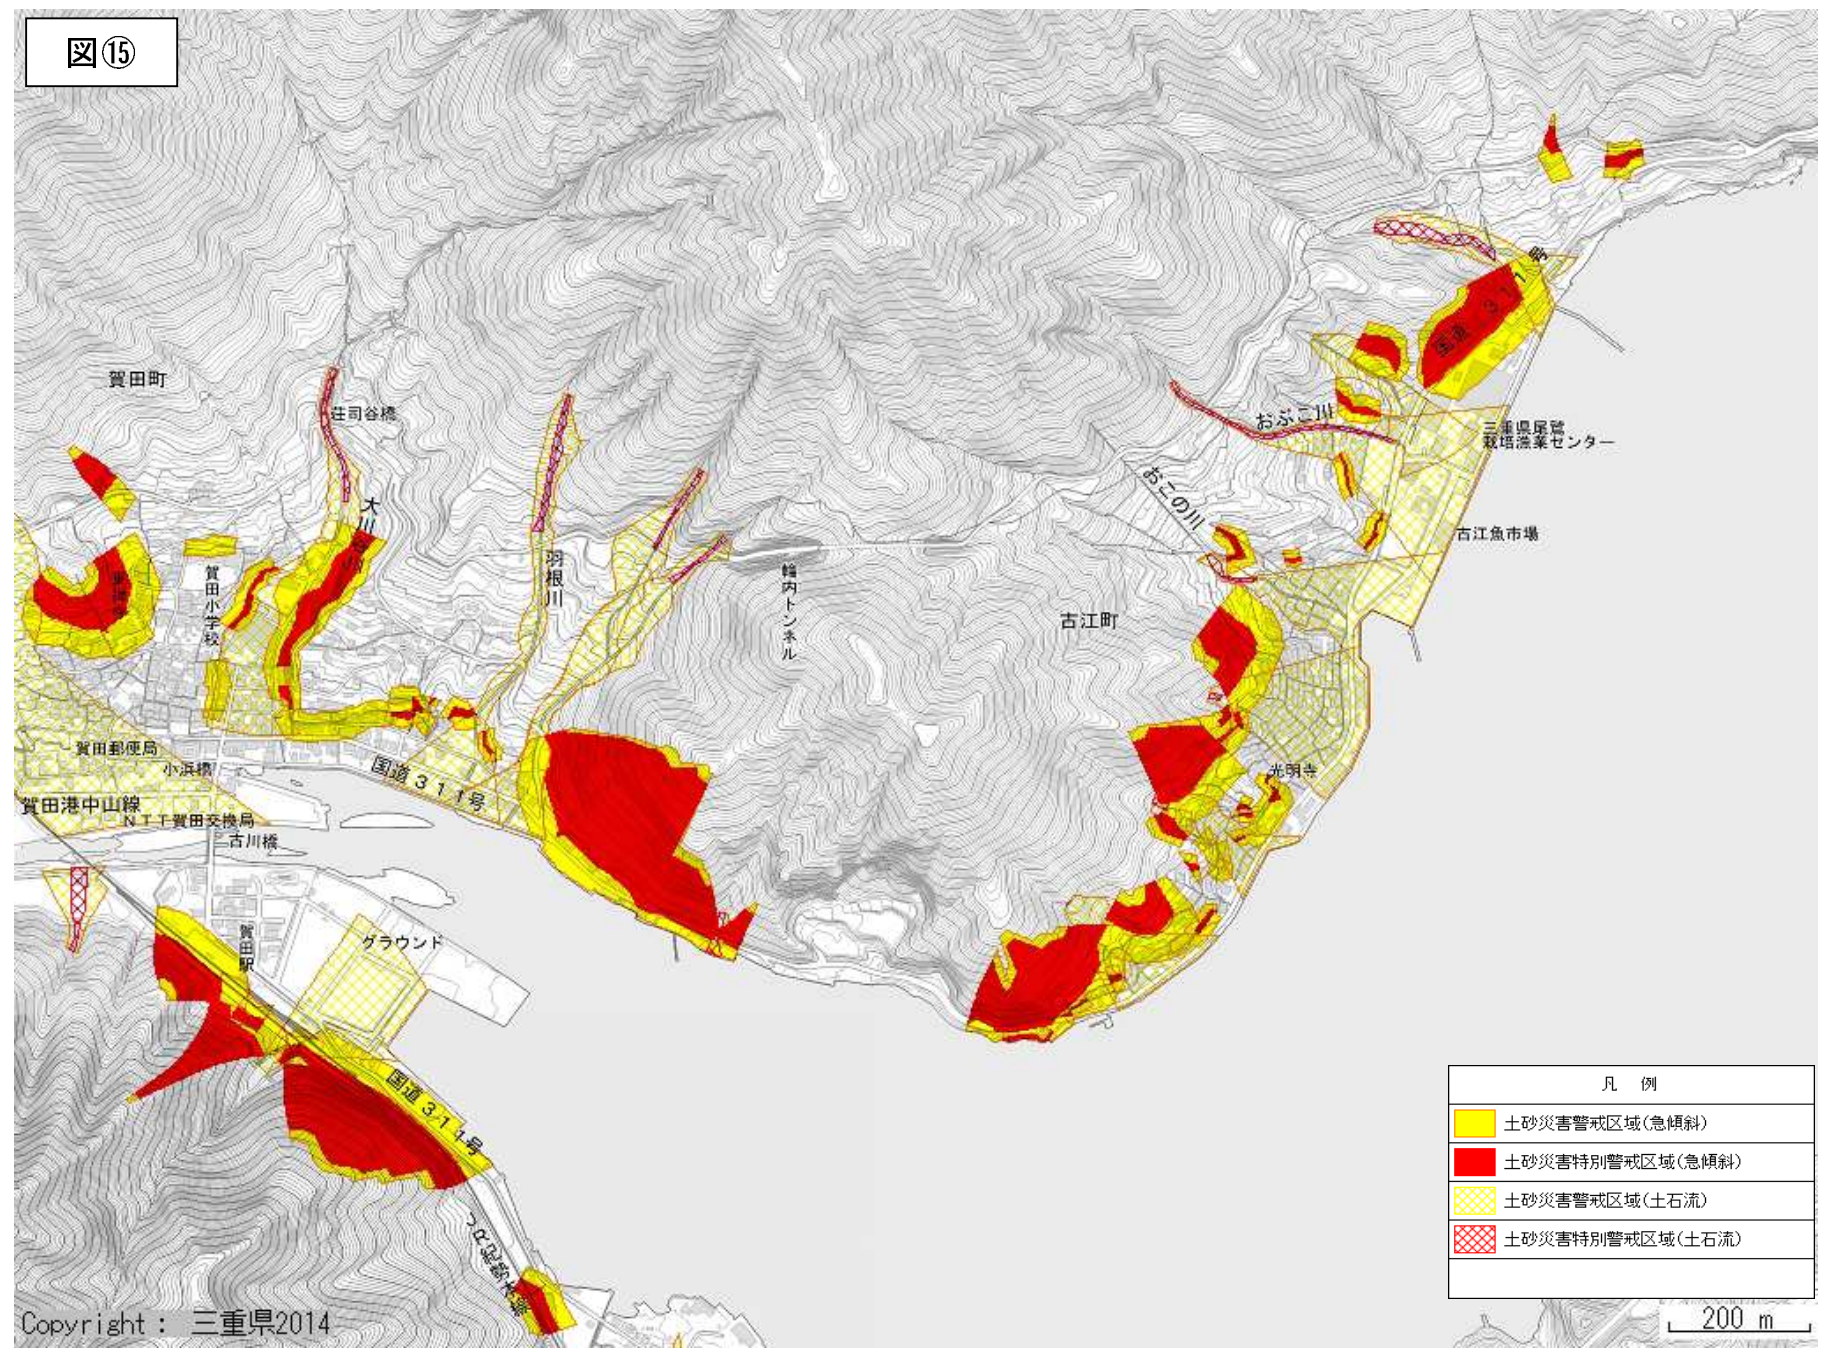 図⑮
賀田町
荘司谷橋
大川谷川
賀田小学校
羽根川
輪内トンネル
賀田郵便局
小浜橋
国道311号
賀田港中山線
NTT賀田交換局
古川橋
賀田駅
グラウンド
国道311号
国道 311号
おぶこ川
三重県尾鷲
栽培漁業センター
おこの川
古江魚市場
古江町
光明寺
凡 例
土砂災害警戒区域(急傾斜)
土砂災害特別警戒区域(急傾斜)
土砂災害警戒区域(土石流)
土砂災害特別警戒区域(土石流)
200 m
Copyright : 三重県2014